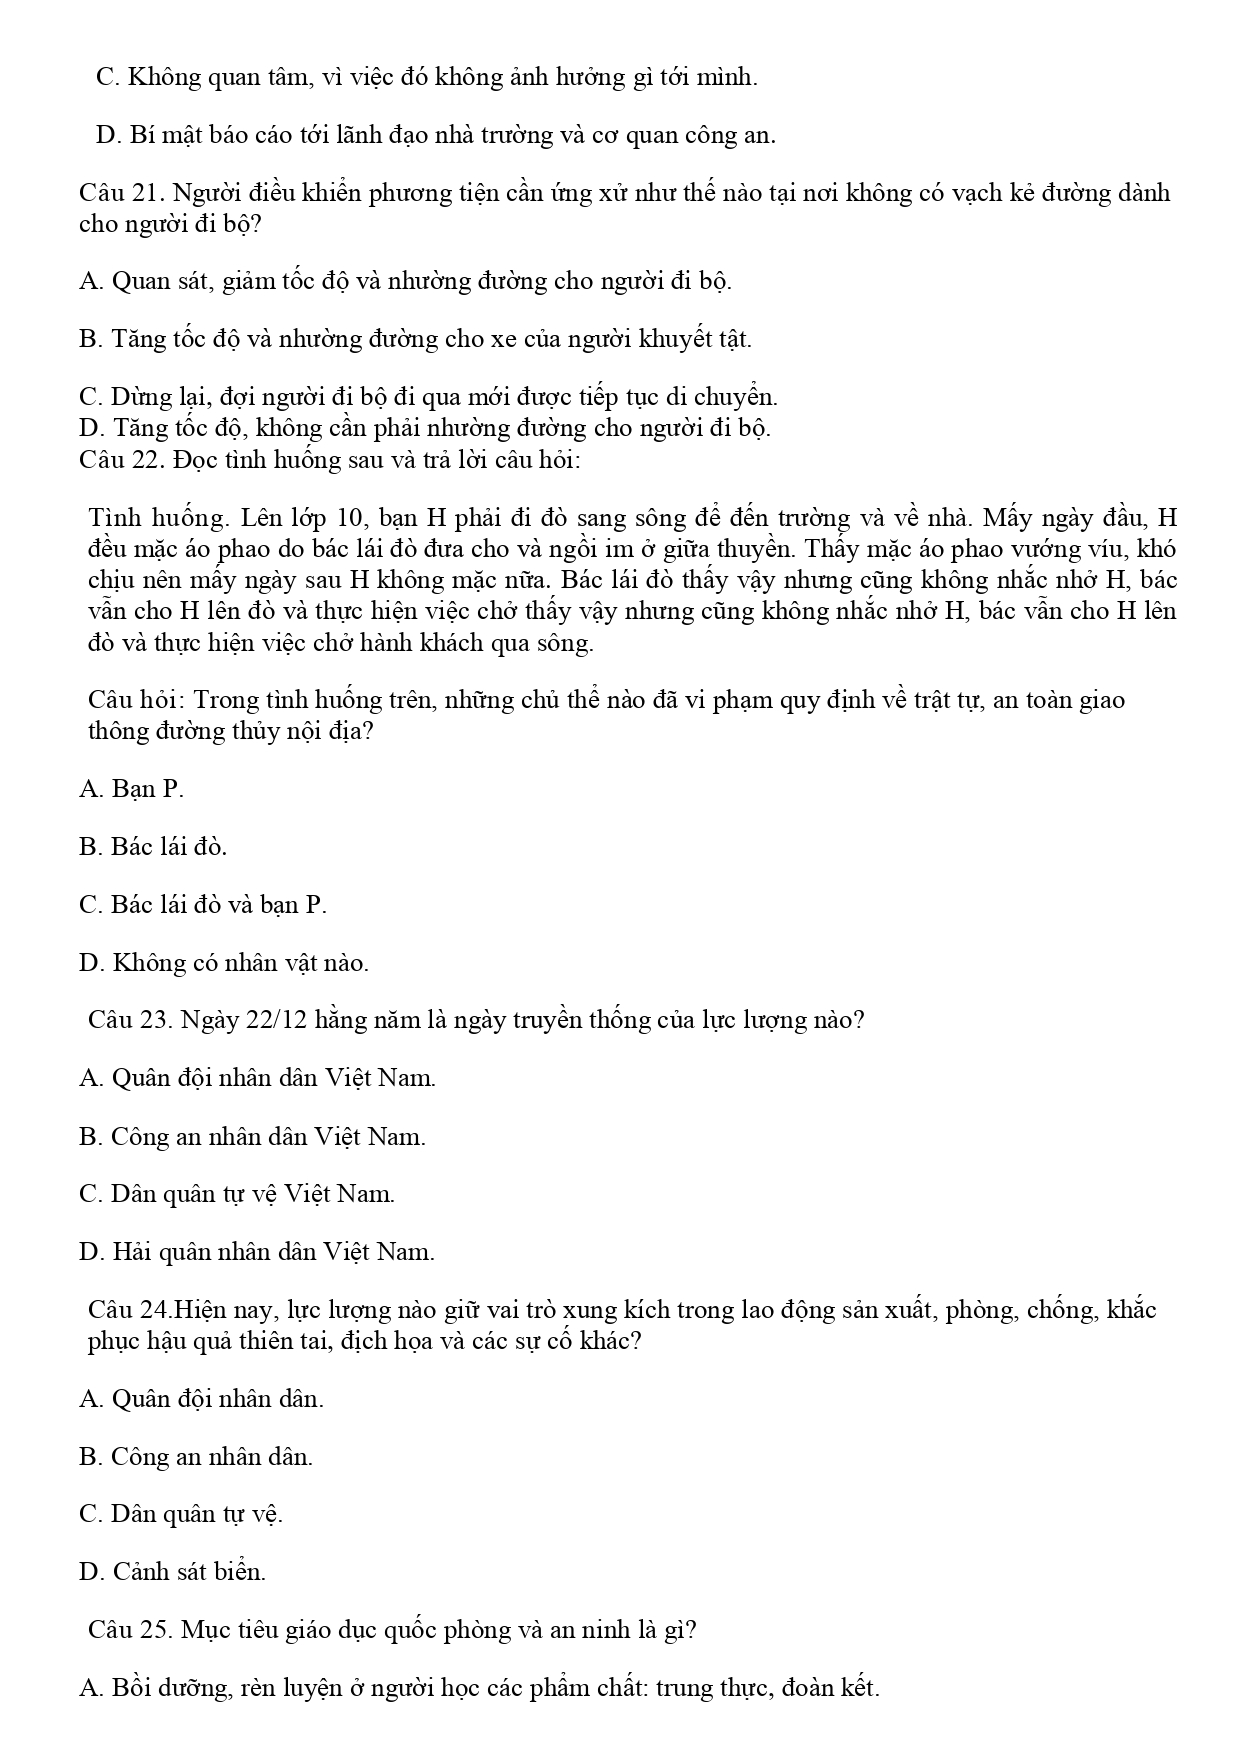 C. Không quan tâm, vì việc đó không ảnh hưởng gì tới mình.
D. Bí mật báo cáo tới lãnh đạo nhà trường và cơ quan công an.
Câu 21. Người điều khiển phương tiện cần ứng xử như thế nào tại nơi không có vạch kẻ đường dành
cho người đi bộ?
A. Quan sát, giảm tốc độ và nhường đường cho người đi bộ.
B. Tăng tốc độ và nhường đường cho xe của người khuyết tật.
C. Dừng lại, đợi người đi bộ đi qua mới được tiếp tục di chuyển.
D. Tăng tốc độ, không cần phải nhường đường cho người đi bộ.
Câu 22. Đọc tình huống sau và trả lời câu hỏi:
Tình huống. Lên lớp 10, bạn H phải đi đò sang sông để đến trường và về nhà. Mấy ngày đầu, H
đều mặc áo phao do bác lái đò đưa cho và ngồi im ở giữa thuyền. Thấy mặc áo phao vướng víu, khó
chịu nên mấy ngày sau H không mặc nữa. Bác lái đò thấy vậy nhưng cũng không nhắc nhở H, bác
vẫn cho H lên đò và thực hiện việc chở thấy vậy nhưng cũng không nhắc nhở H, bác vẫn cho H lên
đò và thực hiện việc chở hành khách qua sông.
Câu hỏi: Trong tình huống trên, những chủ thể nào đã vi phạm quy định về trật tự, an toàn giao
thông đường thủy nội địa?
A. Bạn P.
B. Bác lái đò.
C. Bác lái đò và bạn P.
D. Không có nhân vật nào.
Câu 23. Ngày 22/12 hằng năm là ngày truyền thống của lực lượng nào?
A. Quân đội nhân dân Việt Nam.
B. Công an nhân dân Việt Nam.
C. Dân quân tự vệ Việt Nam.
D. Hải quân nhân dân Việt Nam.
Câu 24.Hiện nay, lực lượng nào giữ vai trò xung kích trong lao động sản xuất, phòng, chống, khắc
phục hậu quả thiên tai, địch họa và các sự cố khác?
A. Quân đội nhân dân.
B. Công an nhân dân.
C. Dân quân tự vệ.
D. Cảnh sát biển.
Câu 25. Mục tiêu giáo dục quốc phòng và an ninh là gì?
A. Bồi dưỡng, rèn luyện ở người học các phẩm chất: trung thực, đoàn kết.